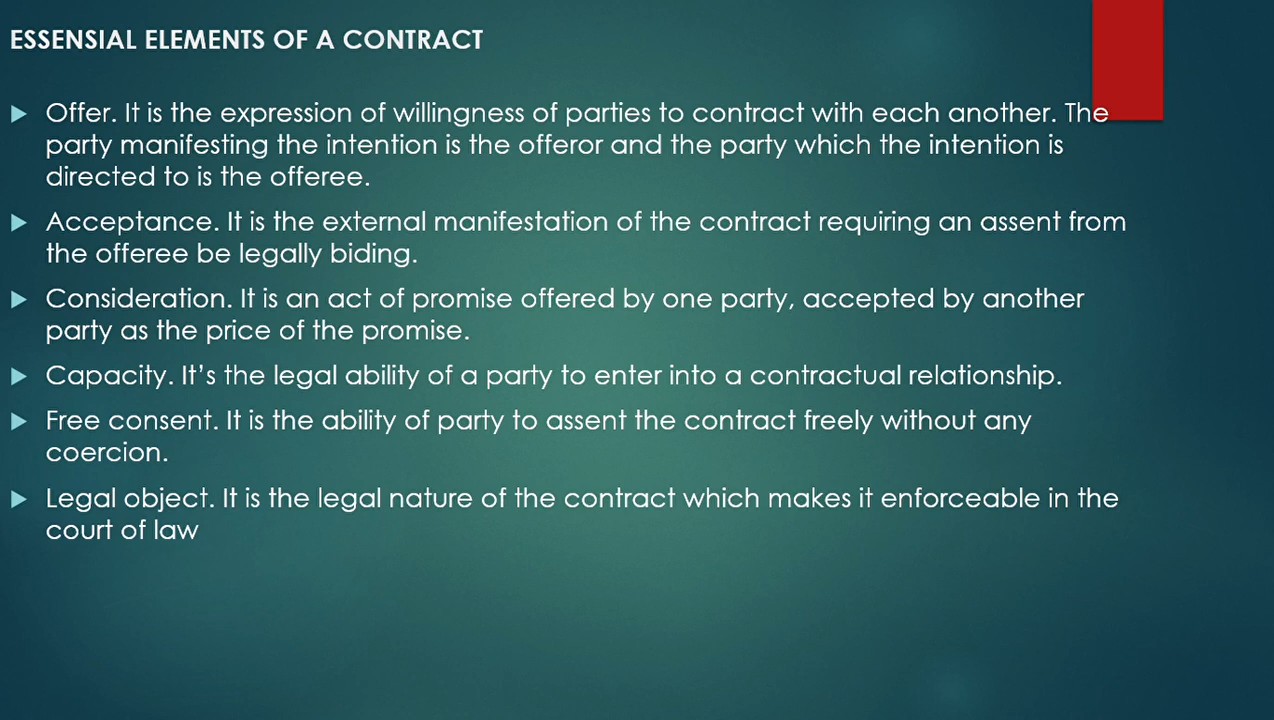 ESSENSIAL ELEMENTS OF A CONTRACT
Offer. It is the expression of willingness of parties to contract with each another. The
party manifesting the intention is the offeror and the party which the intention is
directed to is the offeree.
Acceptance. It is the external manifestation of the contract requiring an assent from
the offeree be legally biding.
Consideration. It is an act of promise offered by one party, accepted by another
party as the price of the promise.
Capacity. It’s the legal ability of a party to enter into a contractual relationship.
Free consent. It is the ability of party to assent the contract freely without any
coercion.
Legal object. It is the legal nature of the contract which makes it enforceable in the
court of law